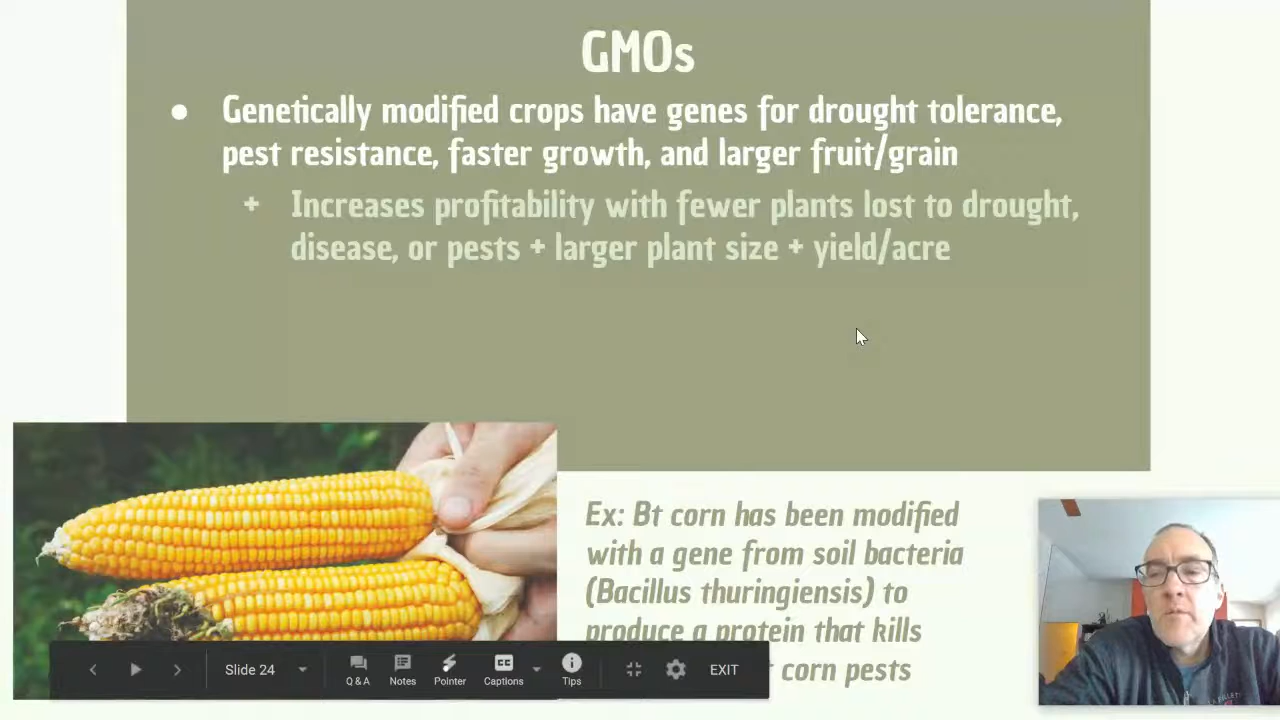 GMOs
● Genetically modified crops have genes for drought tolerance,
pest resistance, faster growth, and larger fruit/grain
+ Increases profitability with fewer plants lost to drought,
disease, or pests + larger plant size + yield/acre
Ex: Bt corn has been modified
with a gene from soil bacteria
(Bacillus thuringiensis) to
produce a protein that kills
corn pests
Slide 24
Q & A
Notes
Pointer
CC
Captions
Tips
EXIT